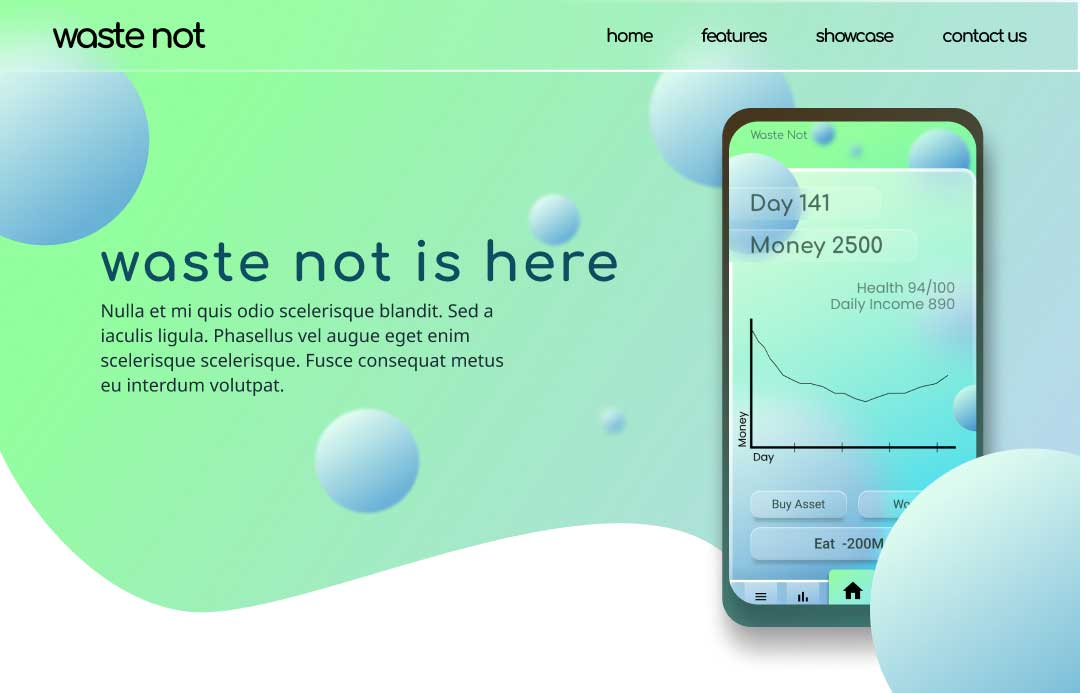 waste not
home features showcase contact us
waste not is here
Nulla et mi quis odio scelerisque blandit. Sed a
iaculis ligula. Phasellus vel augue eget enim
scelerisque scelerisque. Fusce consequat metus
eu interdum volutpat.
Waste Not
Day 141
Money 2500
Health 94/100
Daily Income 890
Money
Day
Buy Asset
Eat -200M